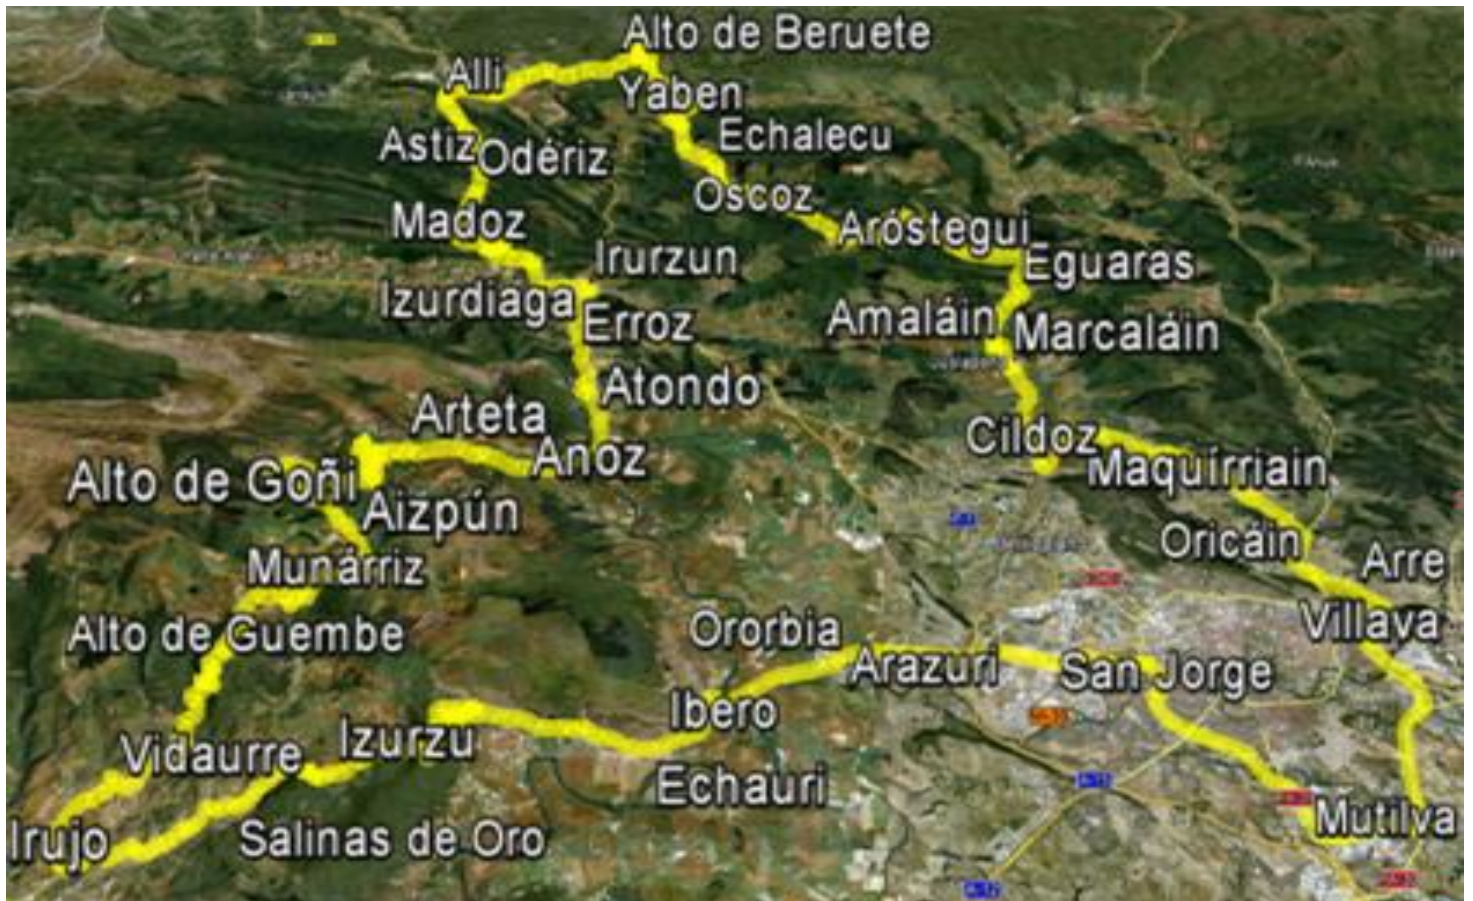 Alto de Beruete
Alli
Yaben
Echalecu
Astiz
Odériz
Oscoz
Madoz
Aróstegui
Irurzun
Eguaras
Izurdiaga
Erroz
Amaláin
Marcaláin
Atondo
Arteta
Cildoz
Anoz
Maquírriain
Alto de Goñi
Aizpún
Oricáin
Arre
Munárriz
Villava
Alto de Guembe
Ororbia
Arazuri
San Jorge
Ibero
Izurzu
Vidaurre
Echauri
Mutilva
Irujo
Salinas de Oro